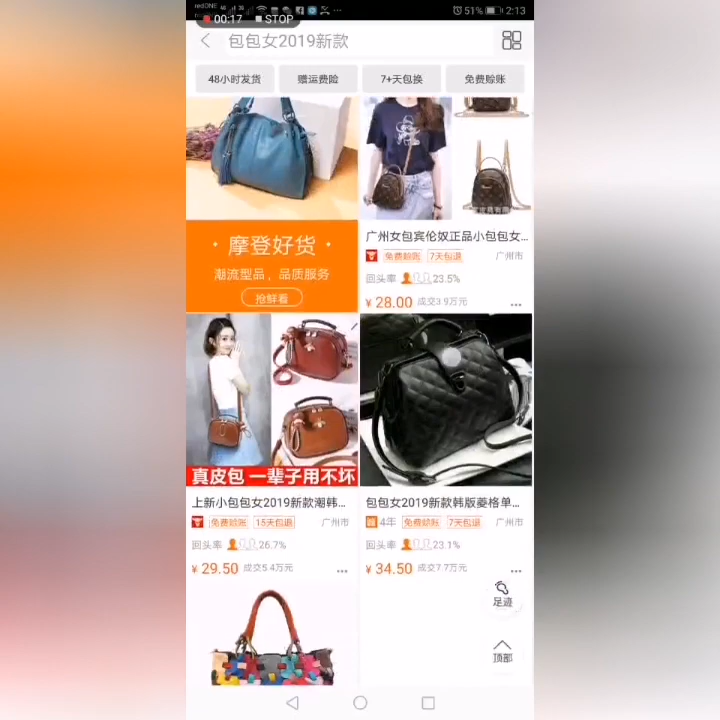 redONE
51%
2:13
00:17
STOP
包包女2019新款
48小时发货
赠运费险
7+天包换
免费赊账
· 摩登好货 ·
潮流型品，品质服务
抢鲜看
广州女包宾伦奴正品小包包女...
免费赊账
7天包退
广州市
回头率
23.5%
¥ 28.00
成交3.9万元
真皮包 一辈子用不坏
上新小包包女2019新款潮韩...
免费赊账
15天包退
广州市
回头率
26.7%
¥ 29.50
成交5.4万元
包包女2019新款韩版菱格单...
4年
免费赊账
7天包退
广州市
回头率
23.1%
¥ 34.50
成交7.7万元
足迹
顶部